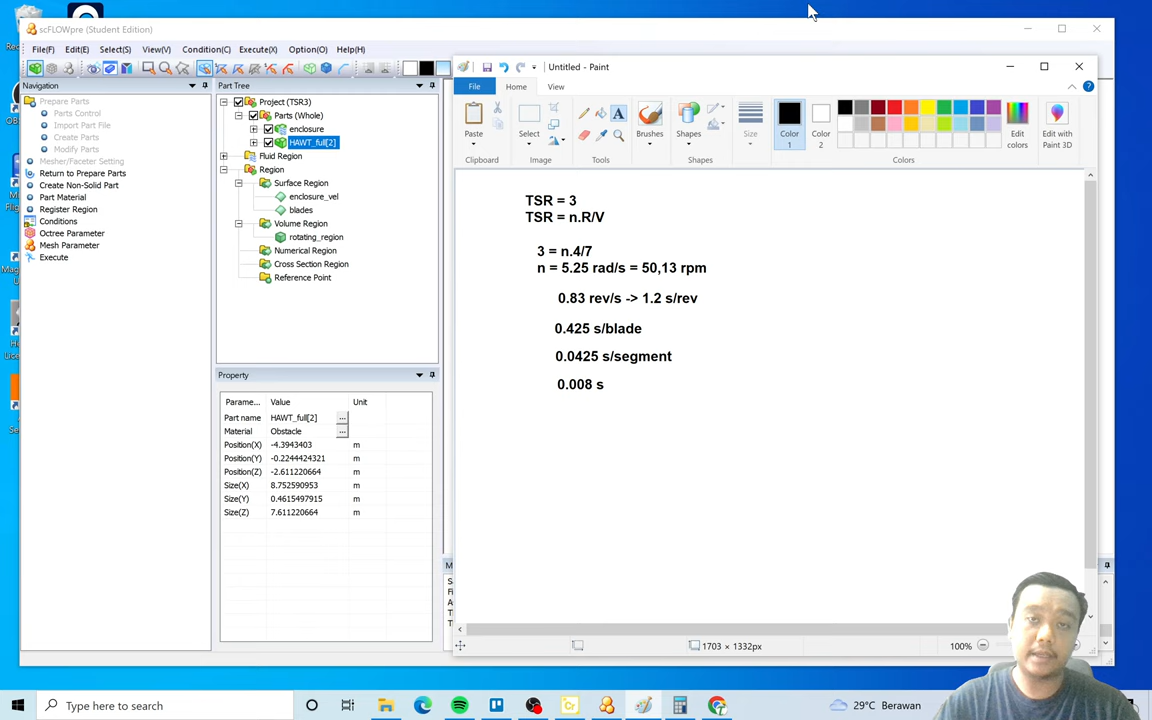 scFLOWpre (Student Edition)
File(F) Edit(E) Select(S) View(V) Condition(C) Execute(X) Option(O) Help(H)
Navigation
Prepare Parts
Parts Control
Import Part File
Create Parts
Modify Parts
Mesher/Faceter Setting
Return to Prepare Parts
Create Non-Solid Part
Part Material
Register Region
Conditions
Octree Parameter
Mesh Parameter
Execute
Part Tree
Project (TSR3)
Parts (Whole)
enclosure
HAWT_full[2]
Fluid Region
Region
Surface Region
enclosure_vel
blades
Volume Region
rotating_region
Numerical Region
Cross Section Region
Reference Point
Property
Parame... Value Unit
Part name HAWT_full[2] ...
Material Obstacle ...
Position(X) -4.3943403 m
Position(Y) -0.2244424321 m
Position(Z) -2.611220664 m
Size(X) 8.752590953 m
Size(Y) 0.4615497915 m
Size(Z) 7.611220664 m
Untitled - Paint
File Home View
Paste
Clipboard
Select
Image
A
Tools
Brushes
Shapes
Shapes
Size
Color 1
Color 2
Edit colors
Colors
Edit with Paint 3D
TSR = 3
TSR = n.R/V
3 = n.4/7
n = 5.25 rad/s = 50,13 rpm
0.83 rev/s -> 1.2 s/rev
0.425 s/blade
0.0425 s/segment
0.008 s
1703 × 1332px
100%
Type here to search
29°C Berawan